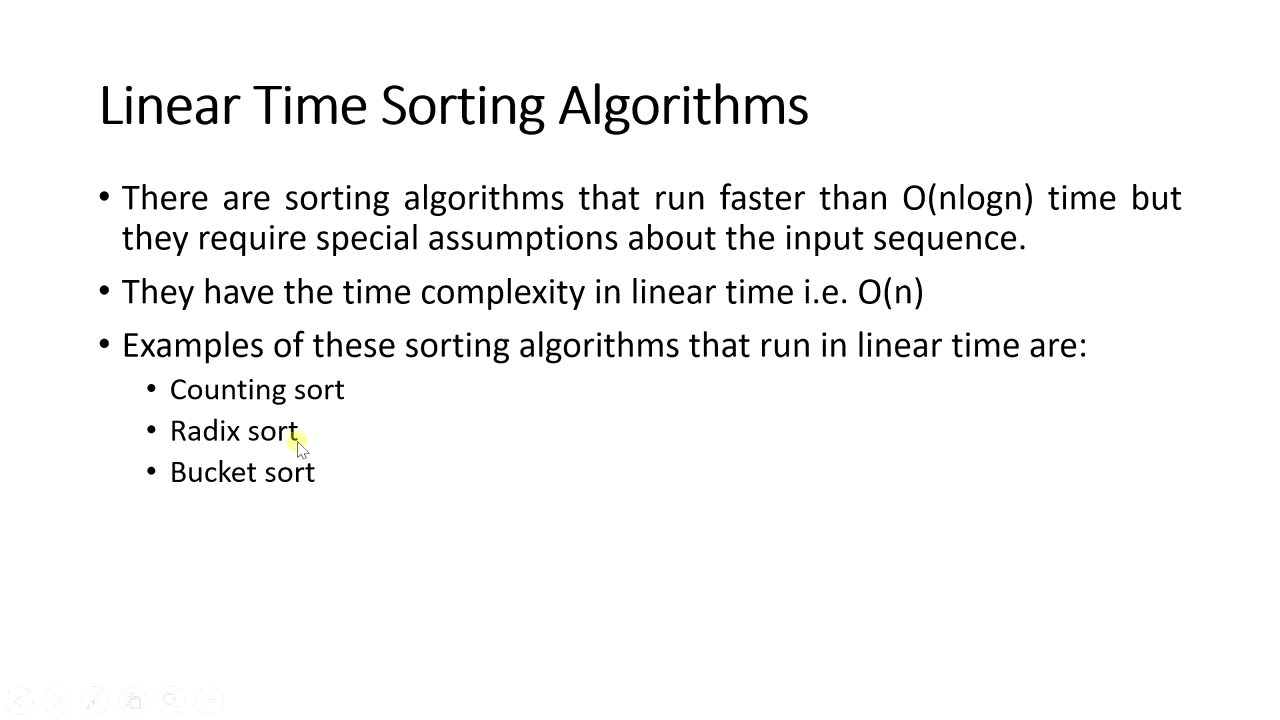 Linear Time Sorting Algorithms
• There are sorting algorithms that run faster than O(nlogn) time but
they require special assumptions about the input sequence.
• They have the time complexity in linear time i.e. O(n)
• Examples of these sorting algorithms that run in linear time are:
• Counting sort
• Radix sort
• Bucket sort